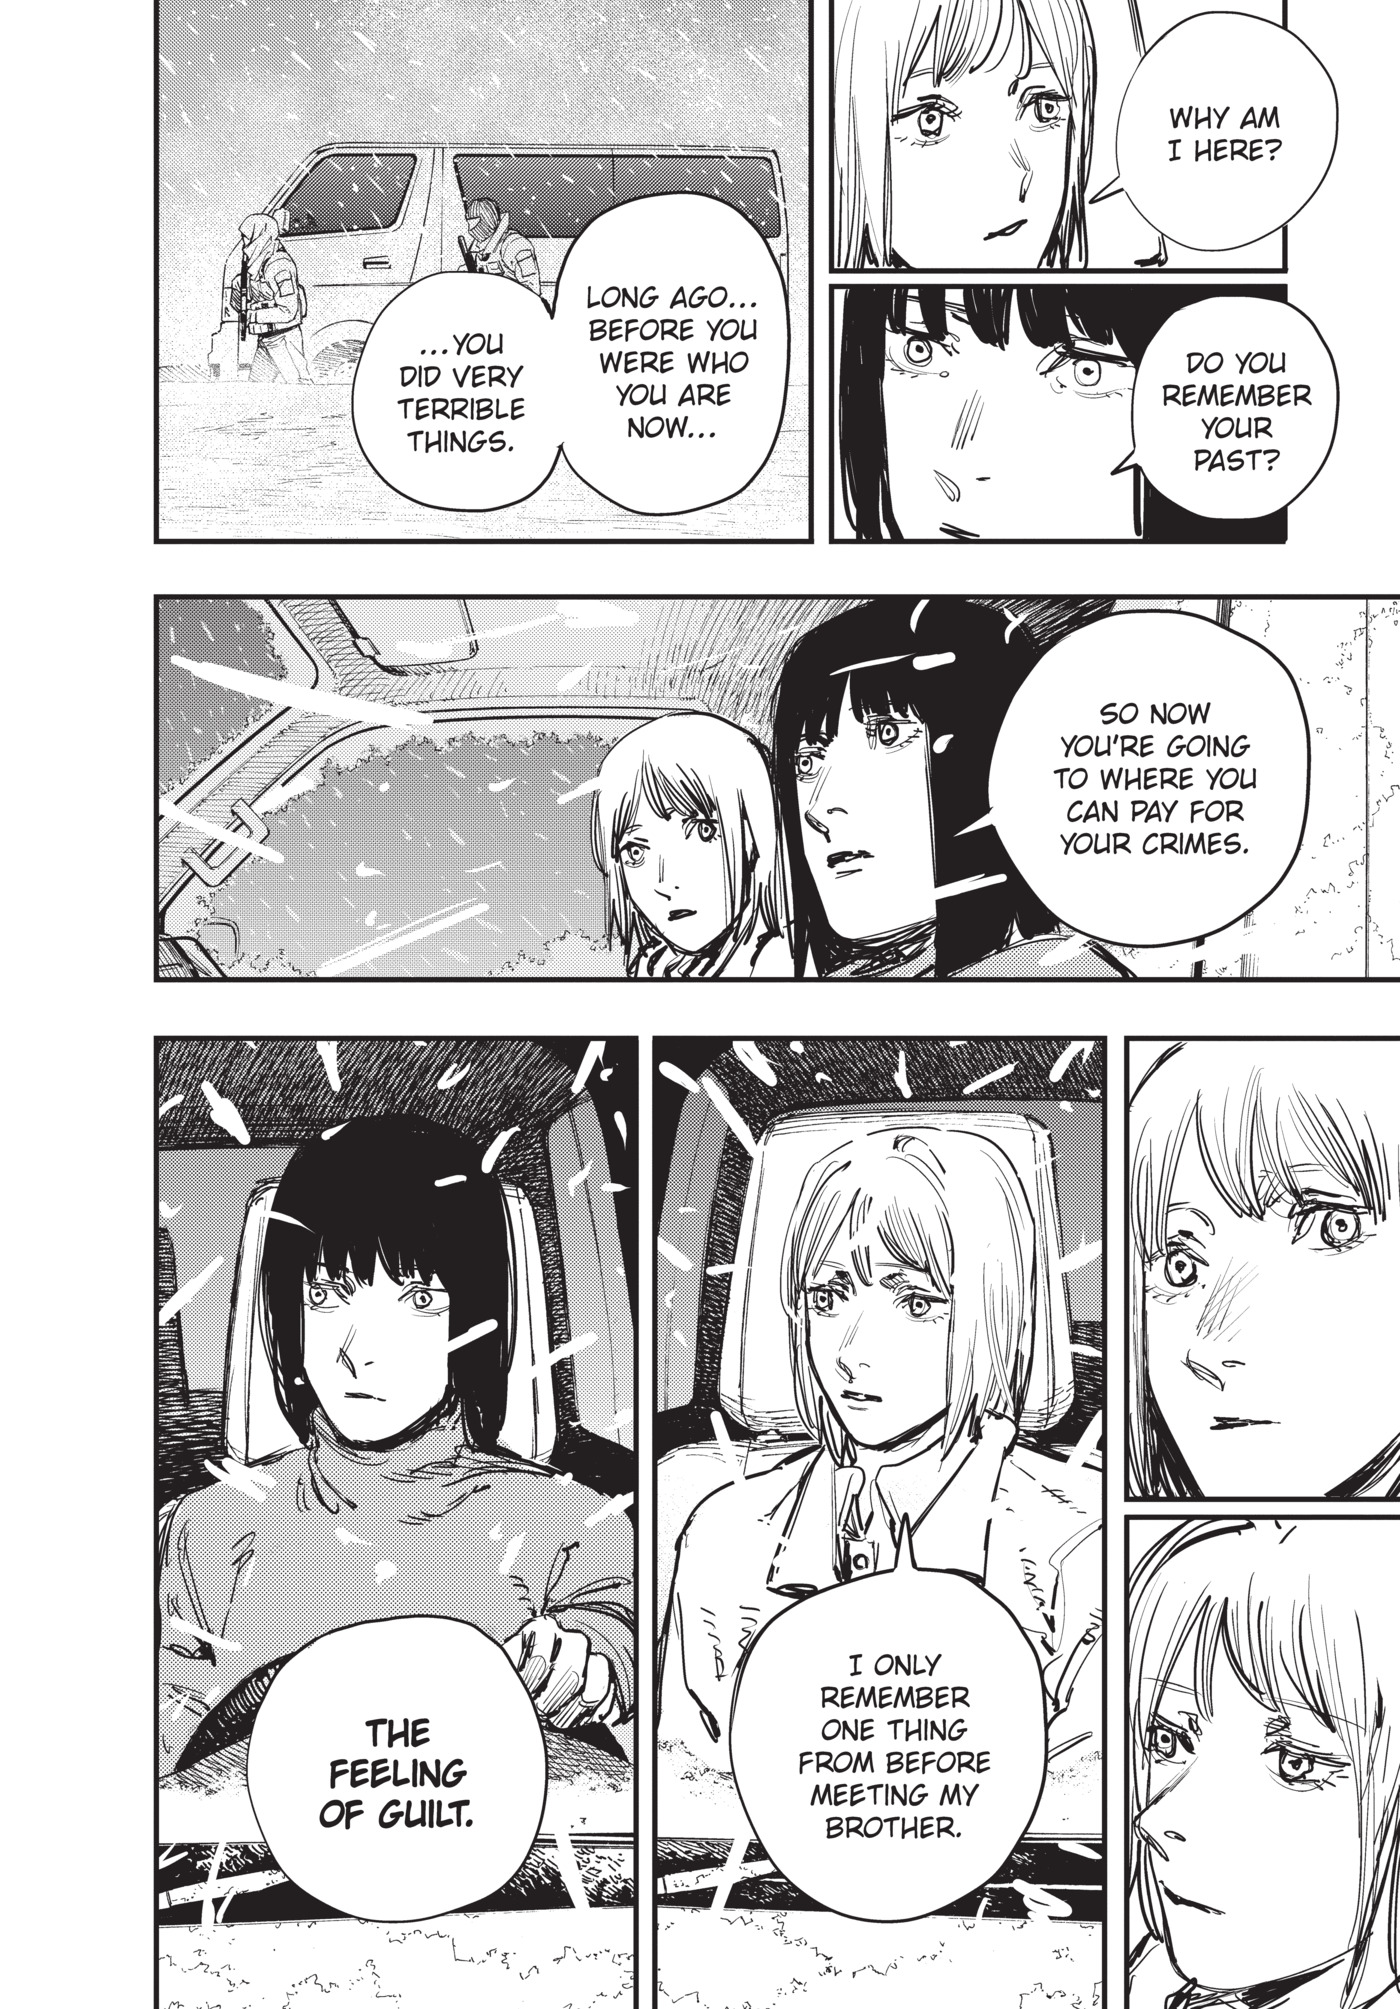 WHY AM
I HERE?
DO YOU
REMEMBER
YOUR
PAST?
LONG AGO...
BEFORE YOU
WERE WHO
YOU ARE
NOW...
...YOU
DID VERY
TERRIBLE
THINGS.
SO NOW
YOU'RE GOING
TO WHERE YOU
CAN PAY FOR
YOUR CRIMES.
I ONLY
REMEMBER
ONE THING
FROM BEFORE
MEETING MY
BROTHER.
THE
FEELING
OF GUILT.